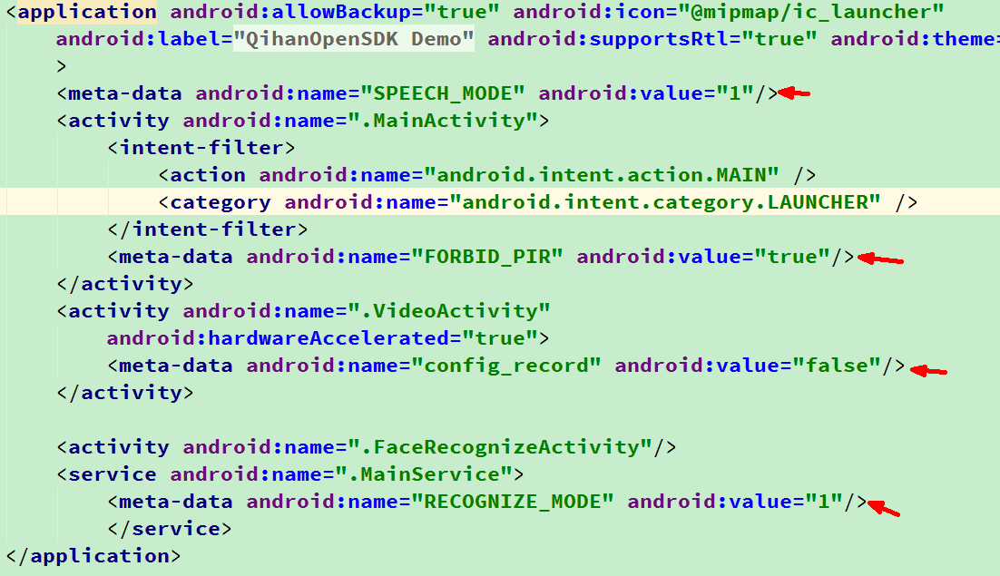 <application android:allowBackup="true" android:icon="@mipmap/ic_launcher"
android:label="QihanOpenSDK Demo" android:supportsRtl="true" android:theme=
>
<meta-data android:name="SPEECH_MODE" android:value="1"/>
<activity android:name=".MainActivity">
<intent-filter>
<action android:name="android.intent.action.MAIN" />
<category android:name="android.intent.category.LAUNCHER" />
</intent-filter>
<meta-data android:name="FORBID_PIR" android:value="true"/>
</activity>
<activity android:name=".VideoActivity"
android:hardwareAccelerated="true">
<meta-data android:name="config_record" android:value="false"/>
</activity>
<activity android:name=".FaceRecognizeActivity"/>
<service android:name=".MainService">
<meta-data android:name="RECOGNIZE_MODE" android:value="1"/>
</service>
</application>